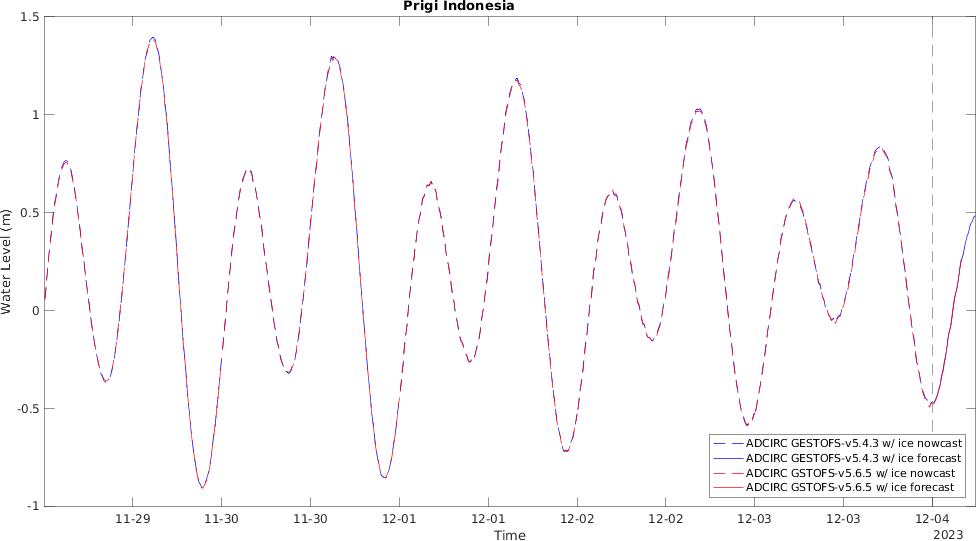 Prigi Indonesia
1.5
1
0.5
0
-0.5
-1
Water Level (m)
11-29
11-30
11-30
12-01
12-01
12-02
12-02
12-03
12-03
12-04
2023
Time
ADCIRC GESTOFS-v5.4.3 w/ ice nowcast
ADCIRC GESTOFS-v5.4.3 w/ ice forecast
ADCIRC GSTOFS-v5.6.5 w/ ice nowcast
ADCIRC GSTOFS-v5.6.5 w/ ice forecast